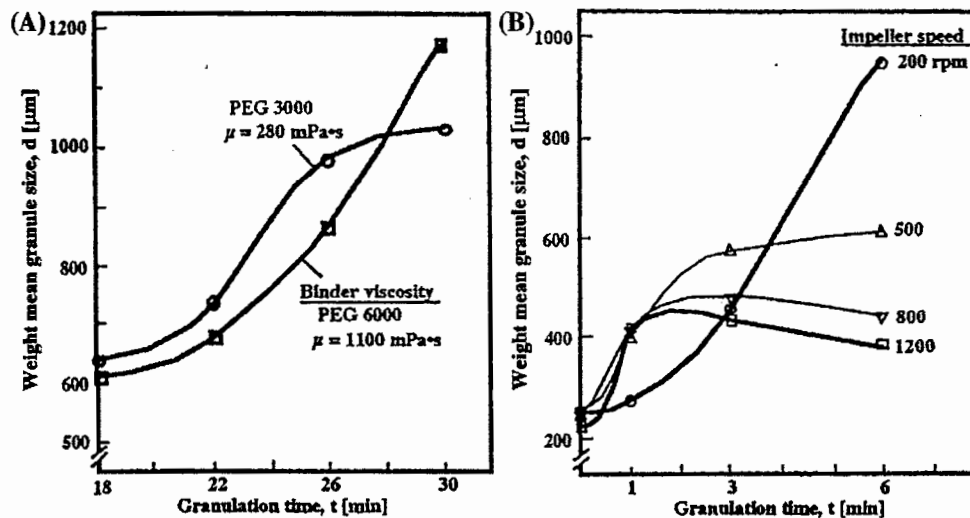 (A)
1200
1000
800
600
500
18
22
26
30
Weight mean granule size, d [µm]
Granulation time, t [min]
PEG 3000
µ = 280 mPa•s
Binder viscosity
PEG 6000
µ = 1100 mPa•s
(B)
1000
800
600
400
200
1
3
6
Weight mean granule size, d [µm]
Granulation time, t [min]
Impeller speed
200 rpm
500
800
1200